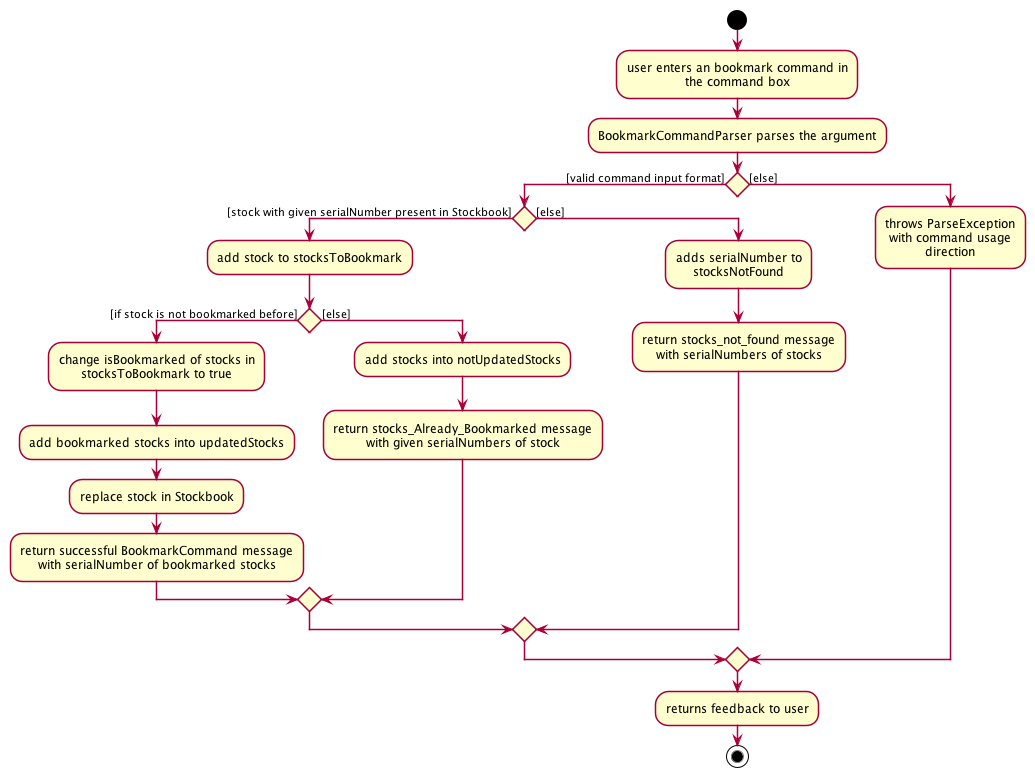 user enters an bookmark command in
the command box
BookmarkCommandParser parses the argument
[valid command input format]
[else]
[stock with given serialNumber present in Stockbook]
[else]
throws ParseException
with command usage
direction
add stock to stocksToBookmark
adds serialNumber to
stocksNotFound
[if stock is not bookmarked before]
[else]
return stocks_not_found message
with serialNumbers of stocks
change isBookmarked of stocks in
stocksToBookmark to true
add stocks into notUpdatedStocks
add bookmarked stocks into updatedStocks
return stocks_Already_Bookmarked message
with given serialNumbers of stock
replace stock in Stockbook
return successful BookmarkCommand message
with serialNumber of bookmarked stocks
returns feedback to user